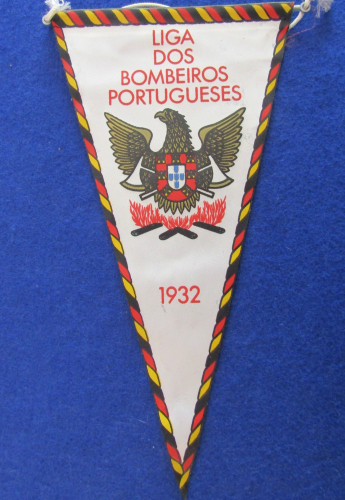 LIGA
DOS
BOMBEIROS
PORTUGUESES
1932